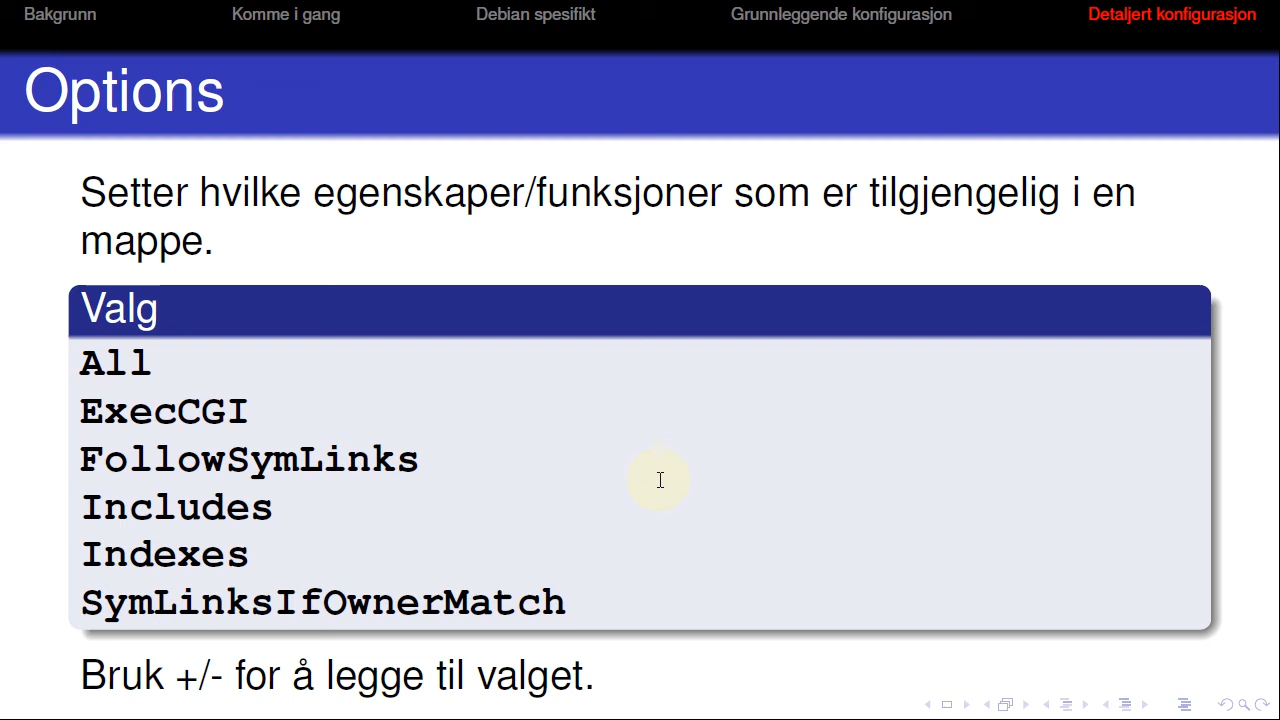 Bakgrunn Komme i gang Debian spesifikt Grunnleggende konfigurasjon Detaljert konfigurasjon
Options
Setter hvilke egenskaper/funksjoner som er tilgjengelig i en
mappe.
Valg
All
ExecCGI
FollowSymLinks
Includes
Indexes
SymLinksIfOwnerMatch
Bruk +/- for å legge til valget.